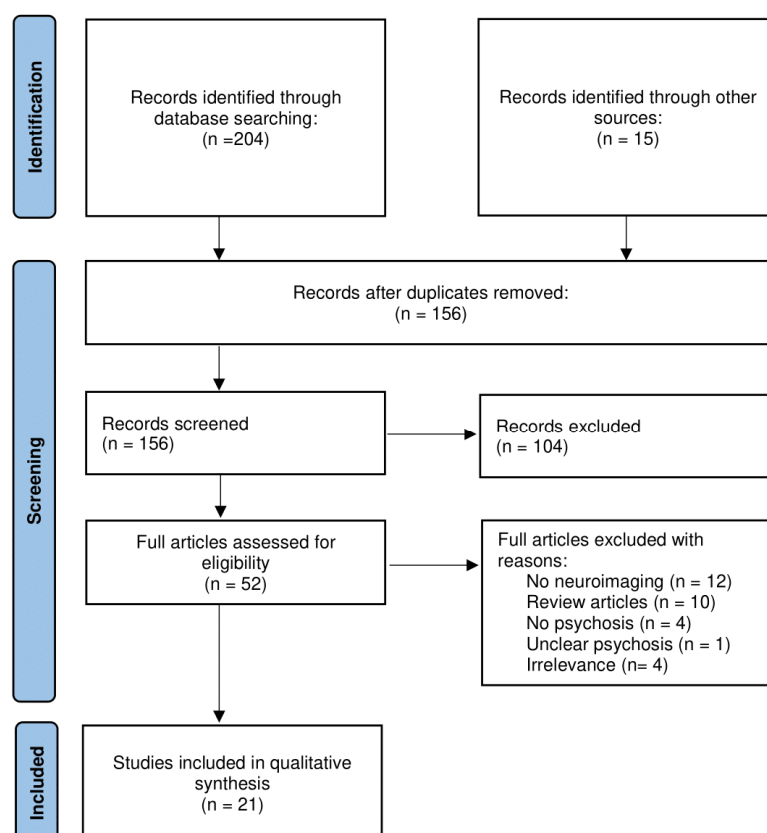 Identification
Records identified through
database searching:
(n =204)
Records identified through other
sources:
(n = 15)
Screening
Records after duplicates removed:
(n = 156)
Records screened
(n = 156)
Records excluded
(n = 104)
Full articles assessed for
eligibility
(n = 52)
Full articles excluded with
reasons:
No neuroimaging (n = 12)
Review articles (n = 10)
No psychosis (n = 4)
Unclear psychosis (n = 1)
Irrelevance (n= 4)
Included
Studies included in qualitative
synthesis
(n = 21)